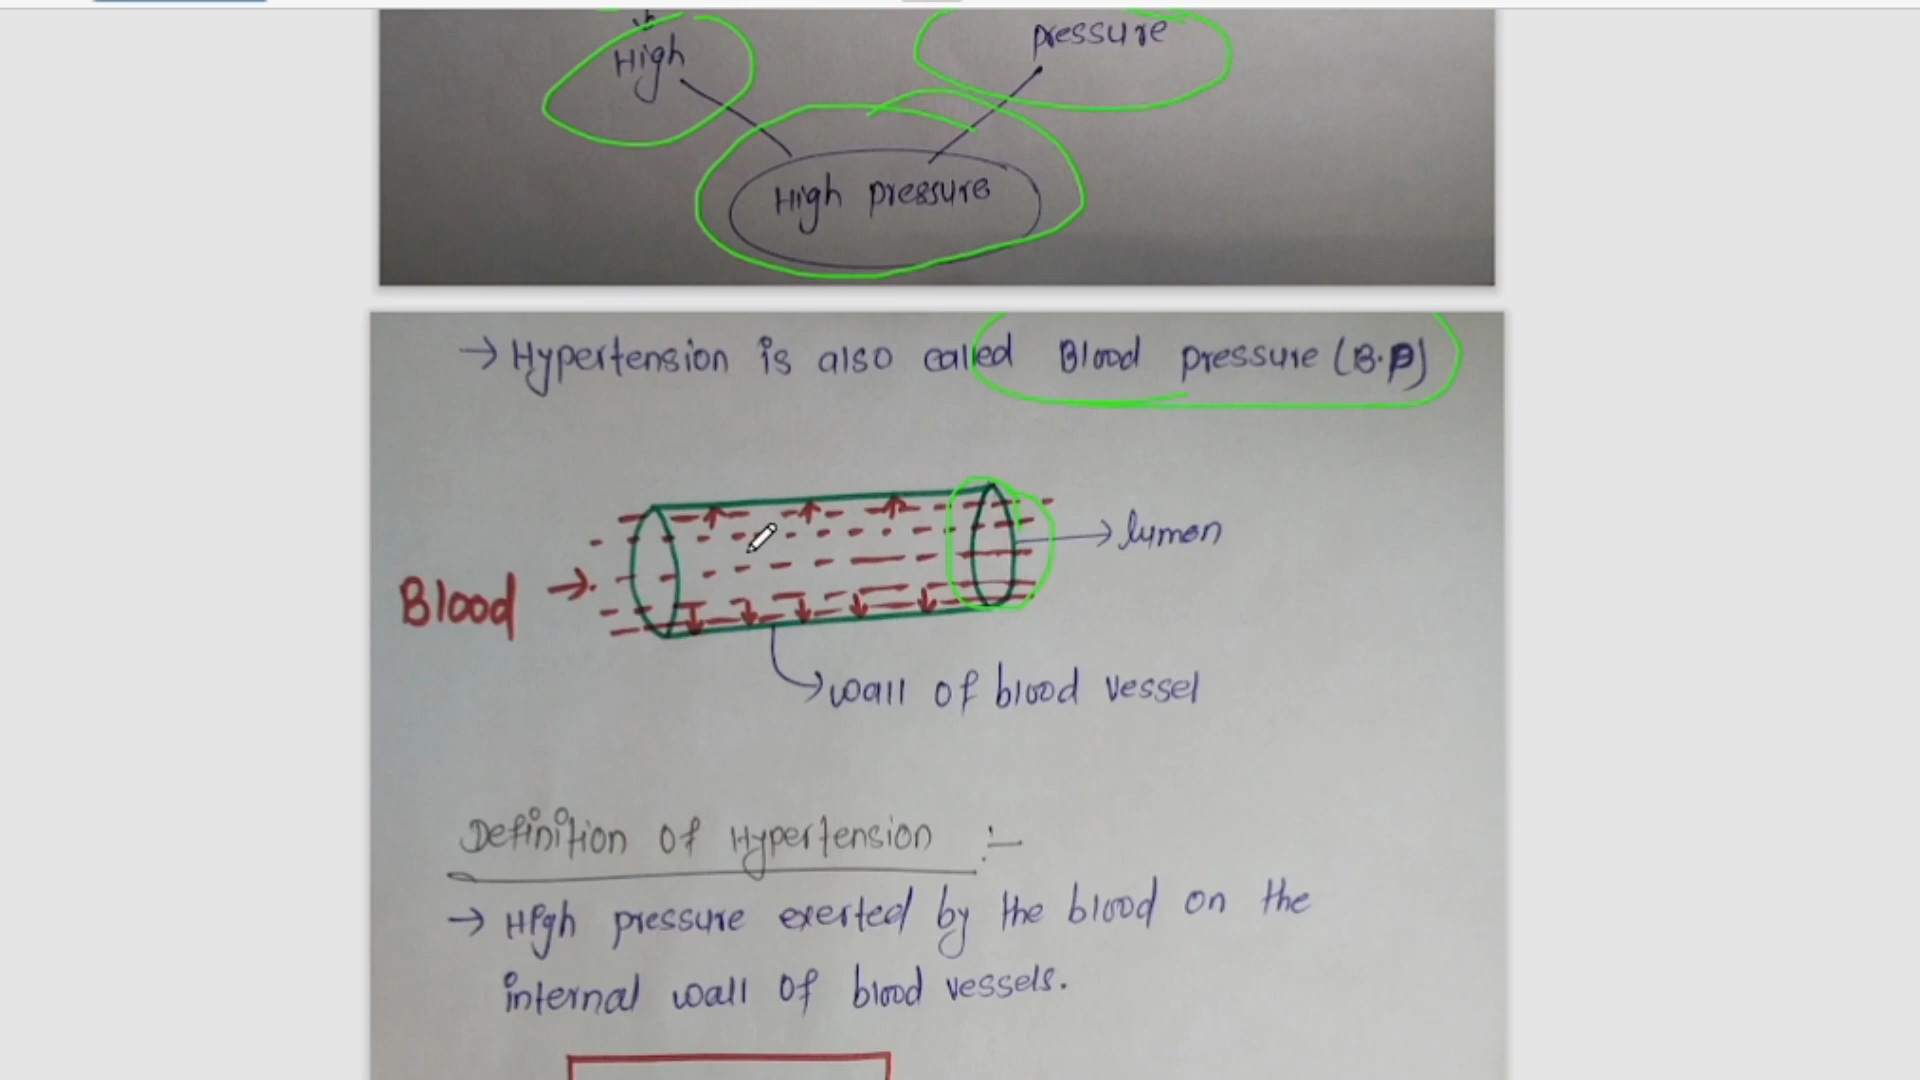 High
pressure
High pressure
→ Hypertension is also called Blood pressure (B.P)
Blood →
→ lumen
→ wall of blood vessel
Definition of Hypertension :-
→ High pressure exerted by the blood on the
internal wall of blood vessels.